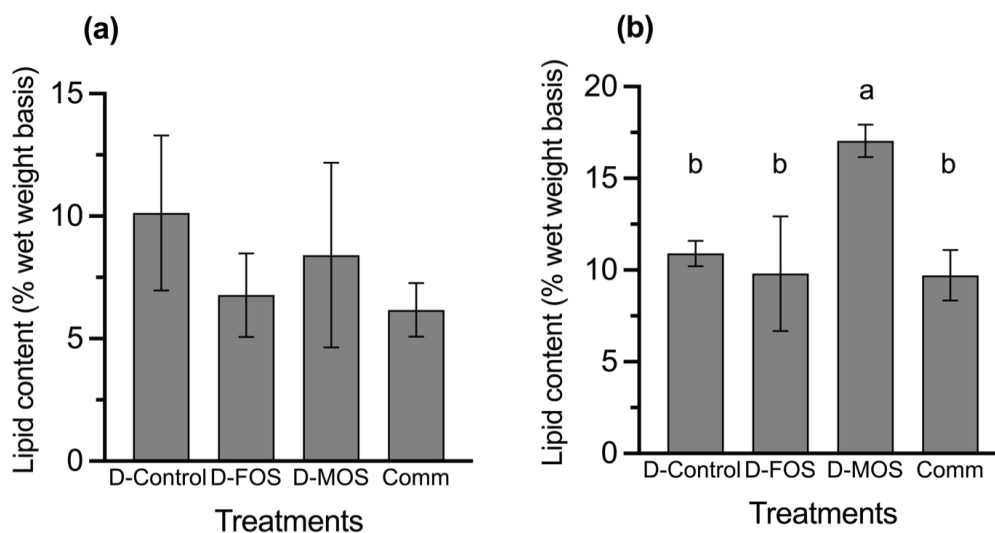 (a)
Lipid content (% wet weight basis)
15
10
5
0
D-Control D-FOS D-MOS Comm
Treatments
(b)
Lipid content (% wet weight basis)
20
15
10
5
0
b b a b
D-Control D-FOS D-MOS Comm
Treatments